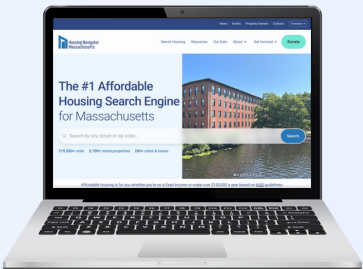 News Events Property Owners Contact Translate
Housing Navigator
Massachusetts
Search Housing Resources Our Data About Get Involved Donate
The #1 Affordable
Housing Search Engine
for Massachusetts
Search by city, street or zip code...
Search
Affordable housing is for you whether you're on a fixed income or make over $150,000 a year based on HUD guidelines.